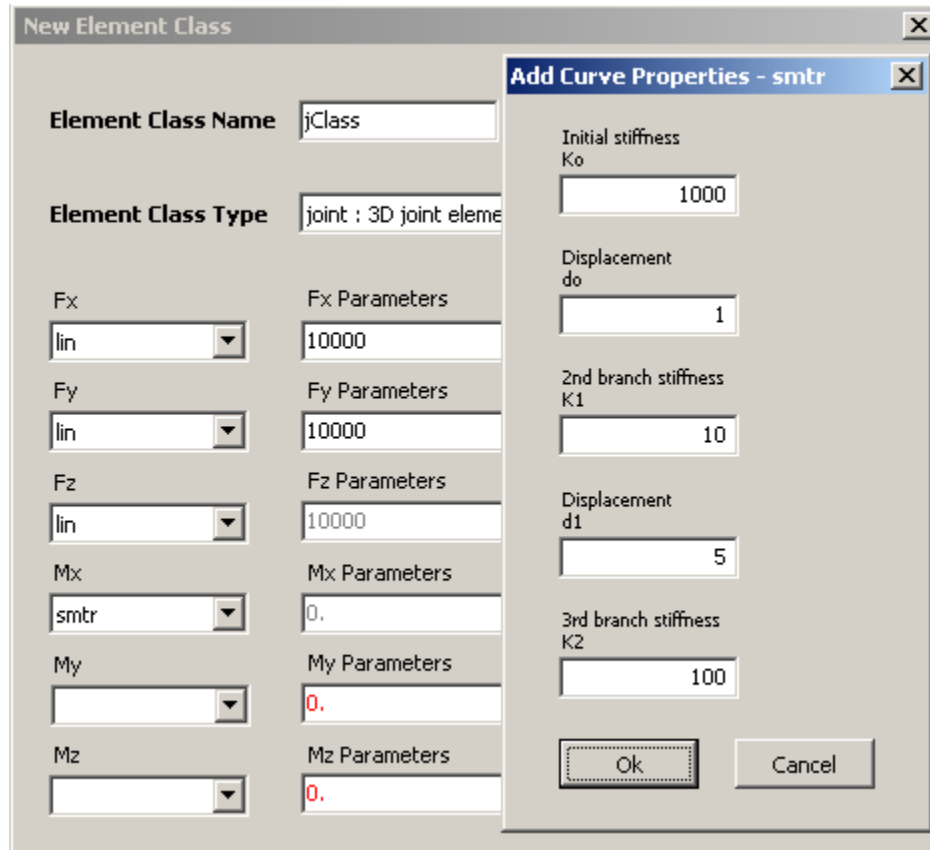 New Element Class
Element Class Name
jClass
Element Class Type
joint : 3D joint eleme
Fx
Fx Parameters
lin
10000
Fy
Fy Parameters
lin
10000
Fz
Fz Parameters
lin
10000
Mx
Mx Parameters
smtr
0.
My
My Parameters
0.
Mz
Mz Parameters
0.
Add Curve Properties - smtr
Initial stiffness
Ko
1000
Displacement
do
1
2nd branch stiffness
K1
10
Displacement
d1
5
3rd branch stiffness
K2
100
Ok
Cancel